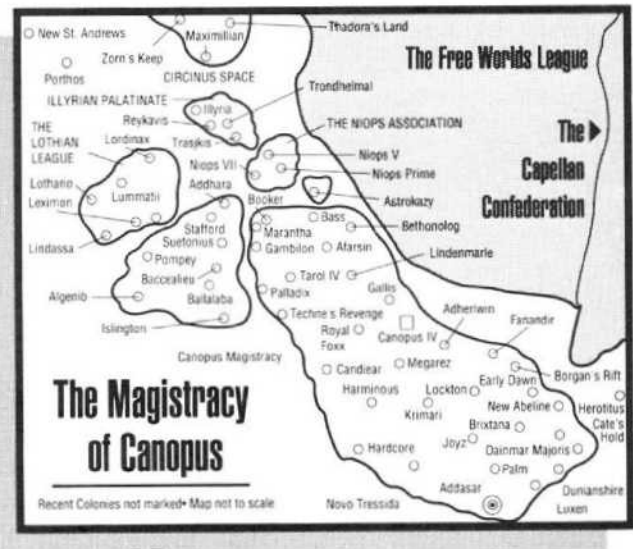 New St. Andrews
Thadora's Land
Maximillian
Zorn's Keep
Porthos
CIRCINUS SPACE
The Free Worlds League
Trondheimal
ILLYRIAN PALATINATE
Illyria
Reykavis
Trasjkis
THE NIOPS ASSOCIATION
The
Capellan
Confederation
THE
LOTHIAN
LEAGUE
Lordinax
Niops V
Niops VII
Niops Prime
Lothario
Lummatii
Addhara
Booker
Astrokazy
Leximon
Stafford
Marantha
Bass
Bethonolog
Lindassa
Suetonius
Gambilon
Afarsin
Lindenmarle
Pompey
Baccealieu
Tarol IV
Gallis
Algenib
Ballalaba
Palladix
Adherwin
Fanandir
Islington
Techne's Revenge
Royal
Foxx
Canopus IV
Canopus Magistracy
Candiear
Megarez
Early Dawn
Borgan's Rift
The Magistracy
of Canopus
Harminous
Lockton
Krimari
New Abeline
Herotitus
Cate's
Hold
Brixtana
Hardcore
Joyz
Dainmar Majoris
Palm
Addasar
Dunianshire
Luxen
Novo Tressida
Recent Colonies not marked• Map not to scale